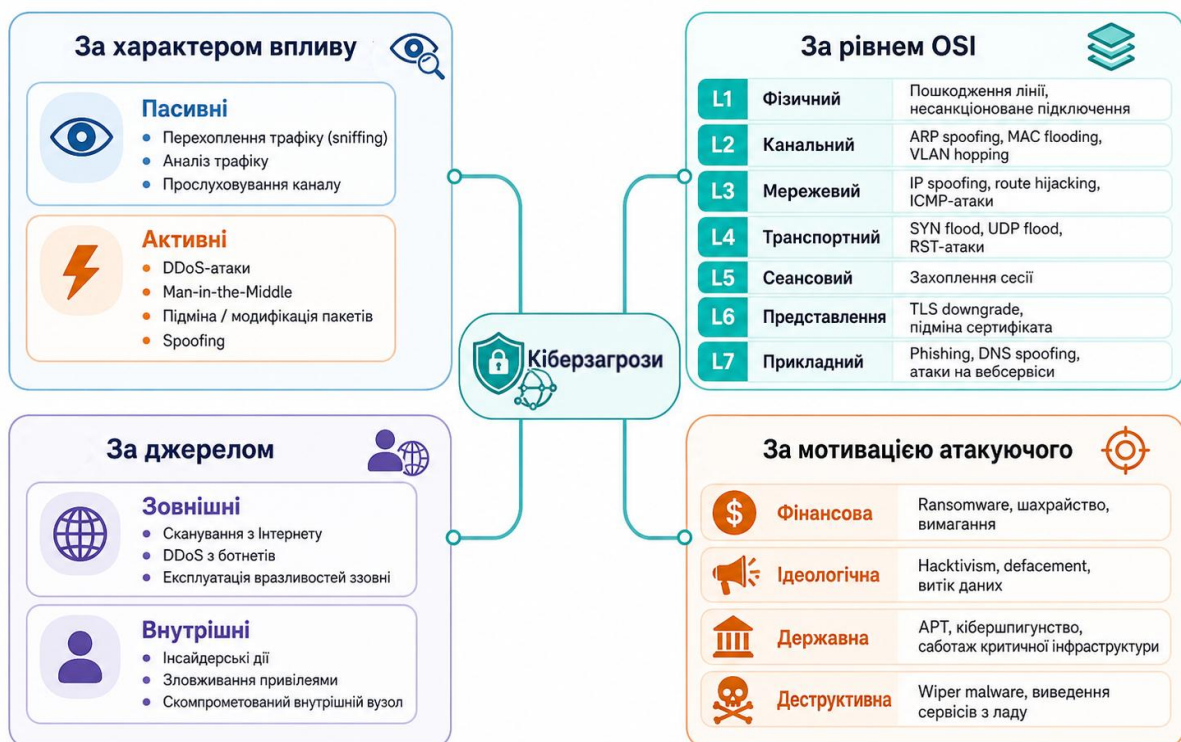 За характером впливу
Пасивні
• Перехоплення трафіку (sniffing)
• Аналіз трафіку
• Прослуховування каналу
Активні
• DDoS-атаки
• Man-in-the-Middle
• Підміна / модифікація пакетів
• Spoofing
За рівнем OSI
L1 Фізичний Пошкодження лінії,
несанкціоноване підключення
L2 Канальний ARP spoofing, MAC flooding,
VLAN hopping
L3 Мережевий IP spoofing, route hijacking,
ICMP-атаки
L4 Транспортний SYN flood, UDP flood,
RST-атаки
L5 Сеансовий Захоплення сесії
L6 Представлення TLS downgrade,
підміна сертифіката
L7 Прикладний Phishing, DNS spoofing,
атаки на вебсервіси
Кіберзагрози
За джерелом
Зовнішні
• Сканування з Інтернету
• DDoS з ботнетів
• Експлуатація вразливостей ззовні
Внутрішні
• Інсайдерські дії
• Зловживання привілеями
• Скомпрометований внутрішній вузол
За мотивацією атакуючого
$ Фінансова Ransomware, шахрайство,
вимагання
Ідеологічна Hacktivism, defacement,
витік даних
Державна APT, кібершпигунство,
саботаж критичної інфраструктури
Деструктивна Wiper malware, виведення
сервісів з ладу